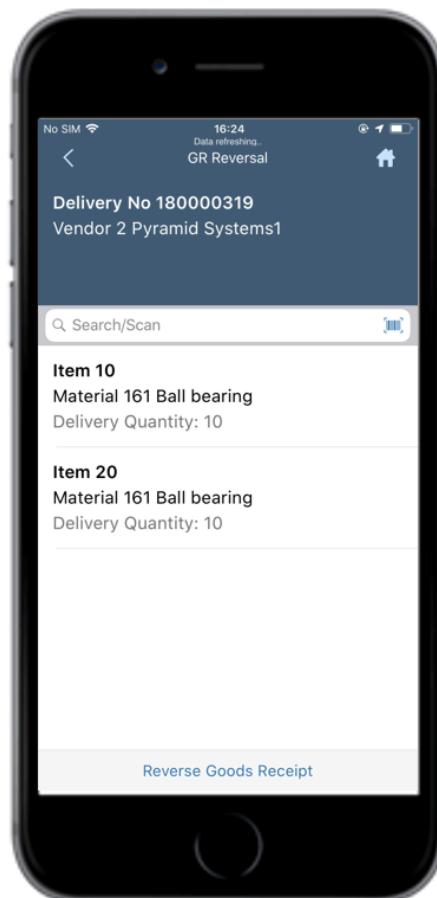 No SIM 16:24
Data refreshing..
GR Reversal
Delivery No 180000319
Vendor 2 Pyramid Systems1
Search/Scan
Item 10
Material 161 Ball bearing
Delivery Quantity: 10
Item 20
Material 161 Ball bearing
Delivery Quantity: 10
Reverse Goods Receipt